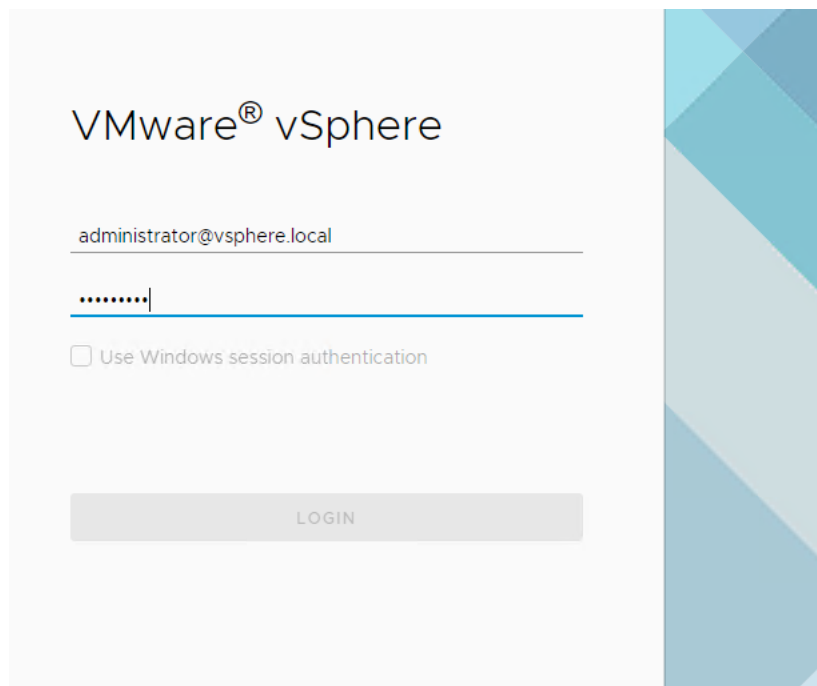 VMware® vSphere
administrator@vsphere.local
•••••••••
Use Windows session authentication
LOGIN